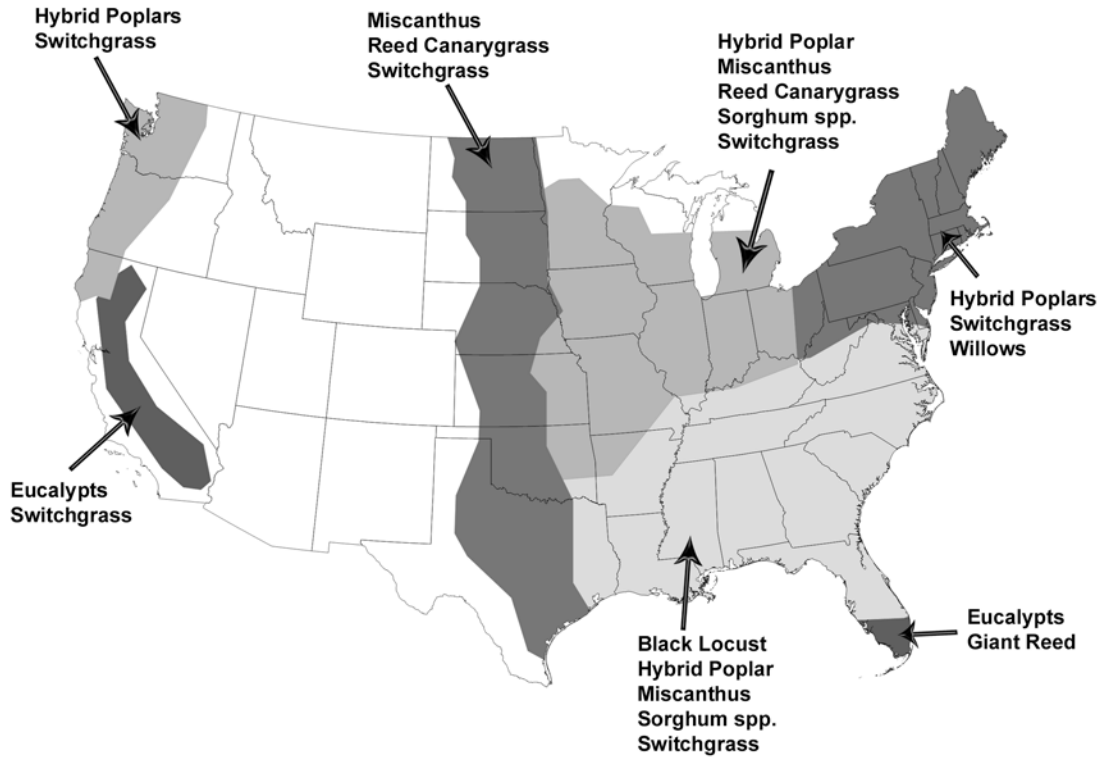 Hybrid Poplars
Switchgrass
Miscanthus
Reed Canarygrass
Switchgrass
Hybrid Poplar
Miscanthus
Reed Canarygrass
Sorghum spp.
Switchgrass
Hybrid Poplars
Switchgrass
Willows
Eucalypts
Switchgrass
Eucalypts
Giant Reed
Black Locust
Hybrid Poplar
Miscanthus
Sorghum spp.
Switchgrass